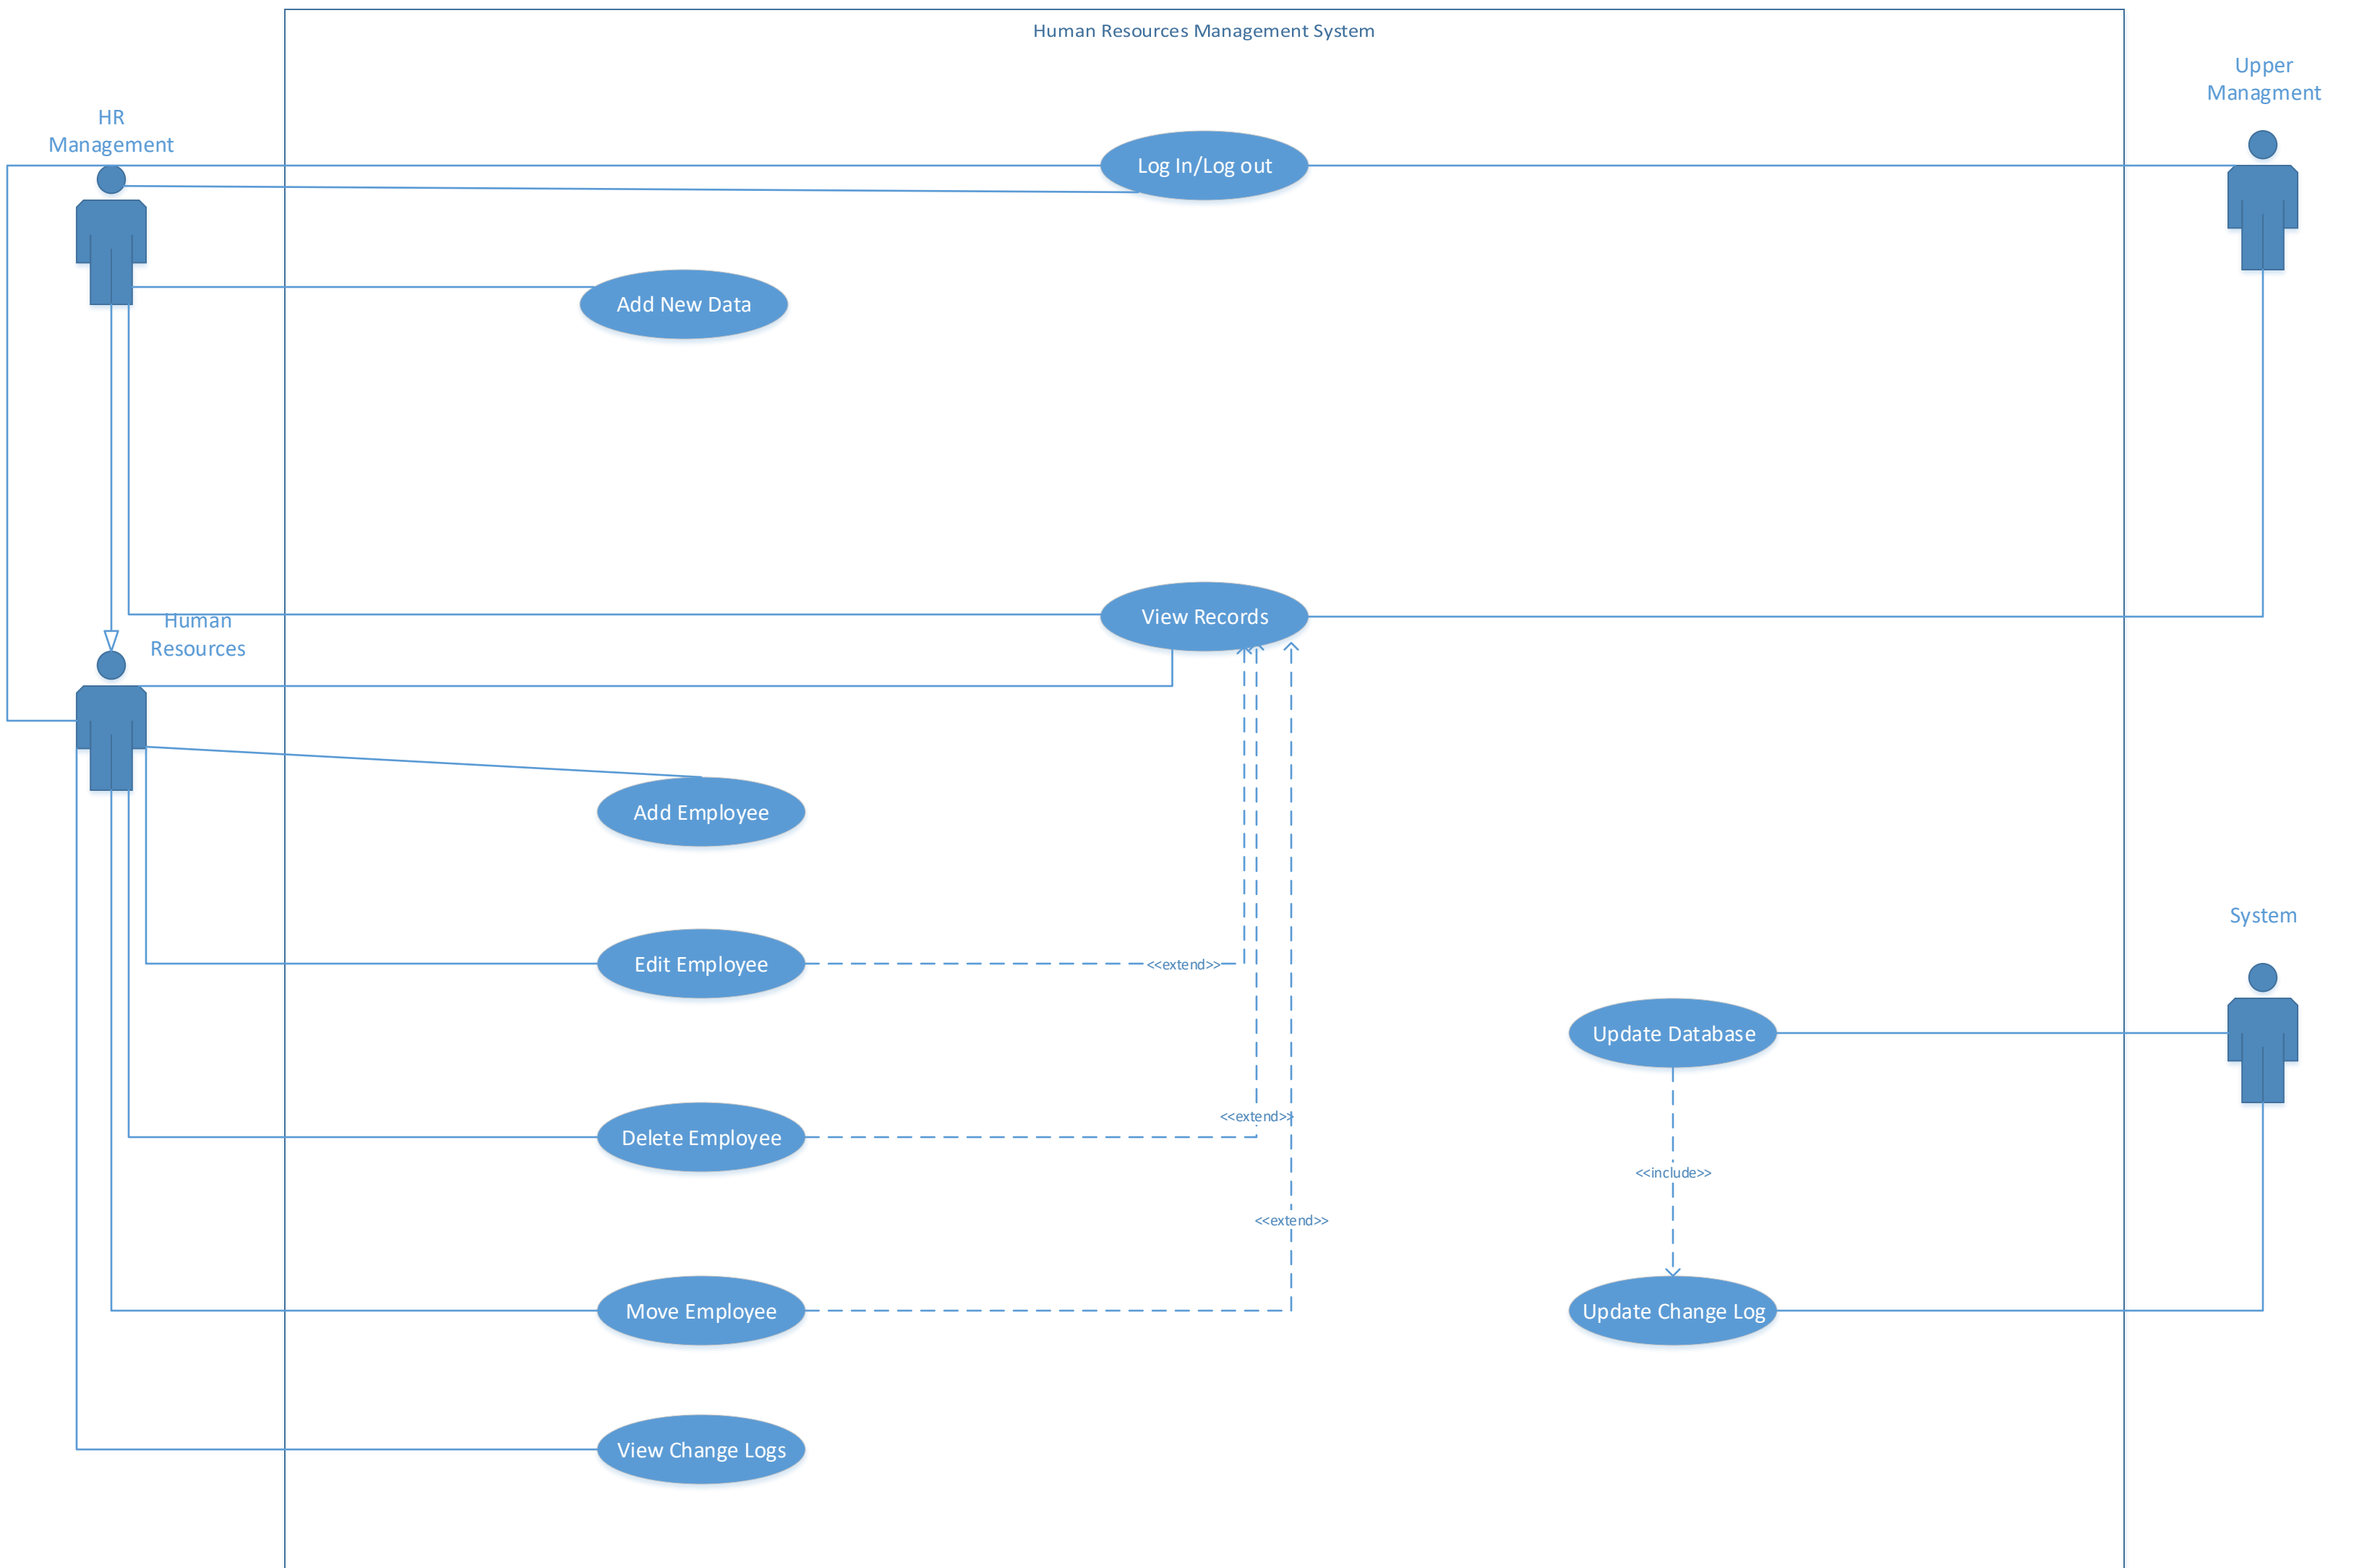 Human Resources Management System
Upper
Managment
HR
Management
Log In/Log out
Add New Data
View Records
Human
Resources
Add Employee
System
Edit Employee
<<extend>>
Update Database
<<extend>>
Delete Employee
<<include>>
<<extend>>
Move Employee
Update Change Log
View Change Logs